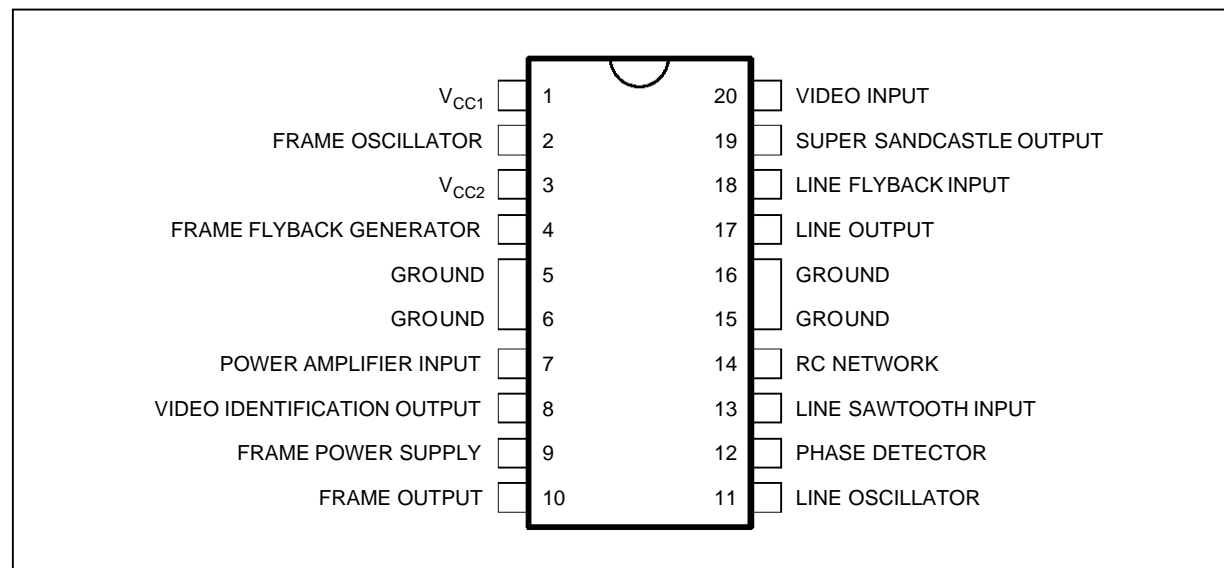 V_CC1 1 20 VIDEO INPUT
FRAME OSCILLATOR 2 19 SUPER SANDCASTLE OUTPUT
V_CC2 3 18 LINE FLYBACK INPUT
FRAME FLYBACK GENERATOR 4 17 LINE OUTPUT
GROUND 5 16 GROUND
GROUND 6 15 GROUND
POWER AMPLIFIER INPUT 7 14 RC NETWORK
VIDEO IDENTIFICATION OUTPUT 8 13 LINE SAWTOOTH INPUT
FRAME POWER SUPPLY 9 12 PHASE DETECTOR
FRAME OUTPUT 10 11 LINE OSCILLATOR